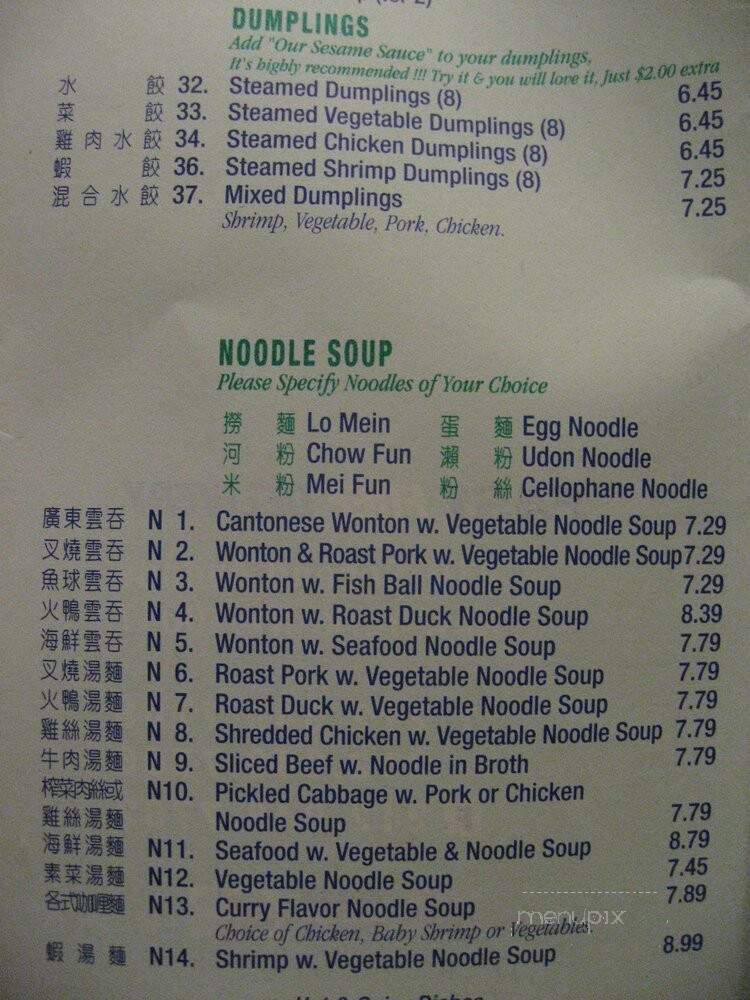 DUMPLINGS
Add "Our Sesame Sauce" to your dumplings,
It's highly recommended !!! Try it & you will love it, Just $2.00 extra
水餃 32. Steamed Dumplings (8) 6.45
菜餃 33. Steamed Vegetable Dumplings (8) 6.45
雞肉水餃 34. Steamed Chicken Dumplings (8) 6.45
蝦餃 36. Steamed Shrimp Dumplings (8) 7.25
混合水餃 37. Mixed Dumplings 7.25
Shrimp, Vegetable, Pork, Chicken.
NOODLE SOUP
Please Specify Noodles of Your Choice
撈麵 Lo Mein 蛋麵 Egg Noodle
河粉 Chow Fun 瀨粉 Udon Noodle
米粉 Mei Fun 粉絲 Cellophane Noodle
廣東雲吞 N 1. Cantonese Wonton w. Vegetable Noodle Soup 7.29
叉燒雲吞 N 2. Wonton & Roast Pork w. Vegetable Noodle Soup 7.29
魚球雲吞 N 3. Wonton w. Fish Ball Noodle Soup 7.29
火鴨雲吞 N 4. Wonton w. Roast Duck Noodle Soup 8.39
海鮮雲吞 N 5. Wonton w. Seafood Noodle Soup 7.79
叉燒湯麵 N 6. Roast Pork w. Vegetable Noodle Soup 7.79
火鴨湯麵 N 7. Roast Duck w. Vegetable Noodle Soup 7.79
雞絲湯麵 N 8. Shredded Chicken w. Vegetable Noodle Soup 7.79
牛肉湯麵 N 9. Sliced Beef w. Noodle in Broth 7.79
榨菜肉絲或 N10. Pickled Cabbage w. Pork or Chicken
雞絲湯麵 Noodle Soup 7.79
海鮮湯麵 N11. Seafood w. Vegetable & Noodle Soup 8.79
素菜湯麵 N12. Vegetable Noodle Soup 7.45
各式咖喱麵 N13. Curry Flavor Noodle Soup 7.89
Choice of Chicken, Baby Shrimp or Vegetables
menupix
蝦湯麵 N14. Shrimp w. Vegetable Noodle Soup 8.99